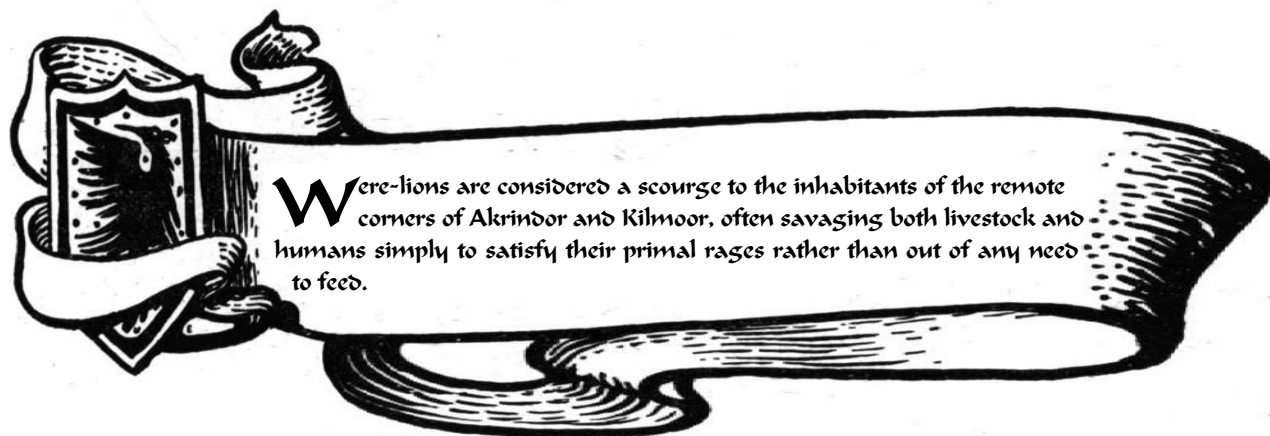 Were-lions are considered a scourge to the inhabitants of the remote
corners of Akrindor and Kilmoor, often savaging both livestock and
humans simply to satisfy their primal rages rather than out of any need
to feed.